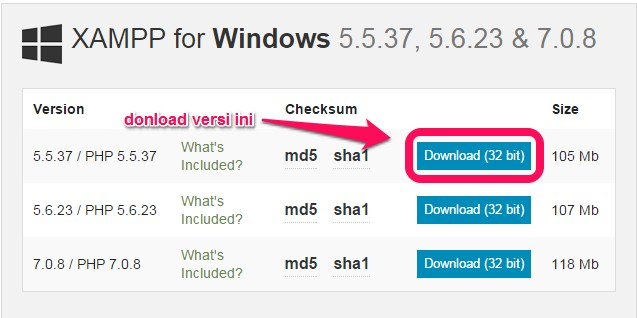 XAMPP for Windows 5.5.37, 5.6.23 & 7.0.8
Version Checksum Size
donload versi ini
5.5.37 / PHP 5.5.37 What's Included? md5 sha1 Download (32 bit) 105 Mb
5.6.23 / PHP 5.6.23 What's Included? md5 sha1 Download (32 bit) 107 Mb
7.0.8 / PHP 7.0.8 What's Included? md5 sha1 Download (32 bit) 118 Mb